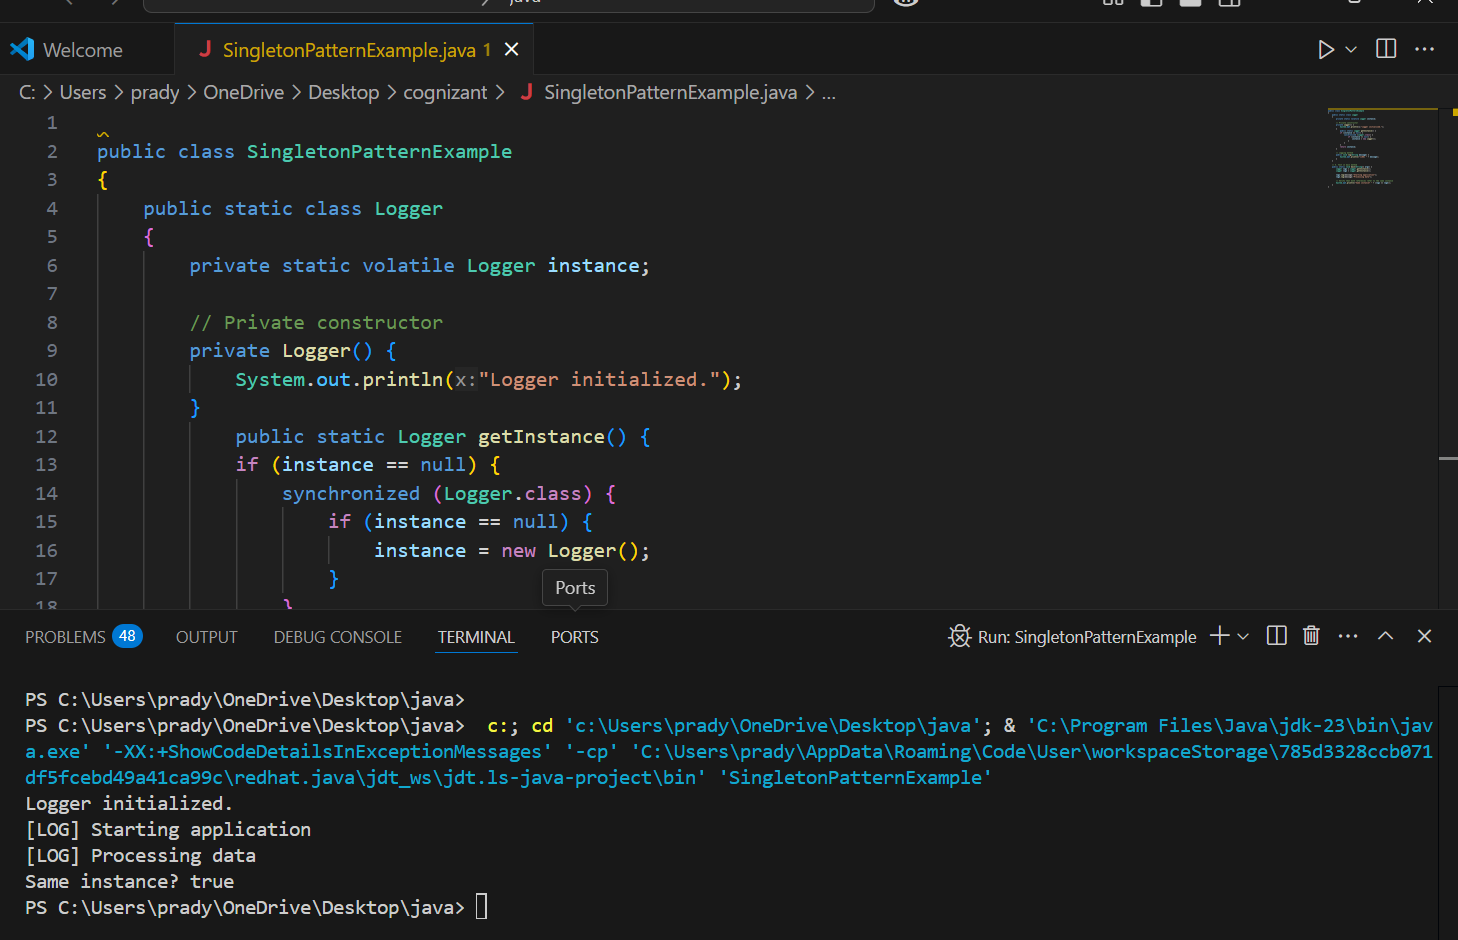 java
Welcome
J SingletonPatternExample.java 1
C: > Users > prady > OneDrive > Desktop > cognizant > J SingletonPatternExample.java > ...
1
2 public class SingletonPatternExample
3 {
4     public static class Logger
5     {
6         private static volatile Logger instance;
7
8         // Private constructor
9         private Logger() {
10             System.out.println(x:"Logger initialized.");
11         }
12             public static Logger getInstance() {
13             if (instance == null) {
14                 synchronized (Logger.class) {
15                     if (instance == null) {
16                         instance = new Logger();
17                     }
18                 }
Ports
PROBLEMS 48 OUTPUT DEBUG CONSOLE TERMINAL PORTS Run: SingletonPatternExample
PS C:\Users\prady\OneDrive\Desktop\java>
PS C:\Users\prady\OneDrive\Desktop\java>  c:; cd 'c:\Users\prady\OneDrive\Desktop\java'; & 'C:\Program Files\Java\jdk-23\bin\jav
a.exe' '-XX:+ShowCodeDetailsInExceptionMessages' '-cp' 'C:\Users\prady\AppData\Roaming\Code\User\workspaceStorage\785d3328ccb071
df5fcebd49a41ca99c\redhat.java\jdt_ws\jdt.ls-java-project\bin' 'SingletonPatternExample'
Logger initialized.
[LOG] Starting application
[LOG] Processing data
Same instance? true
PS C:\Users\prady\OneDrive\Desktop\java>